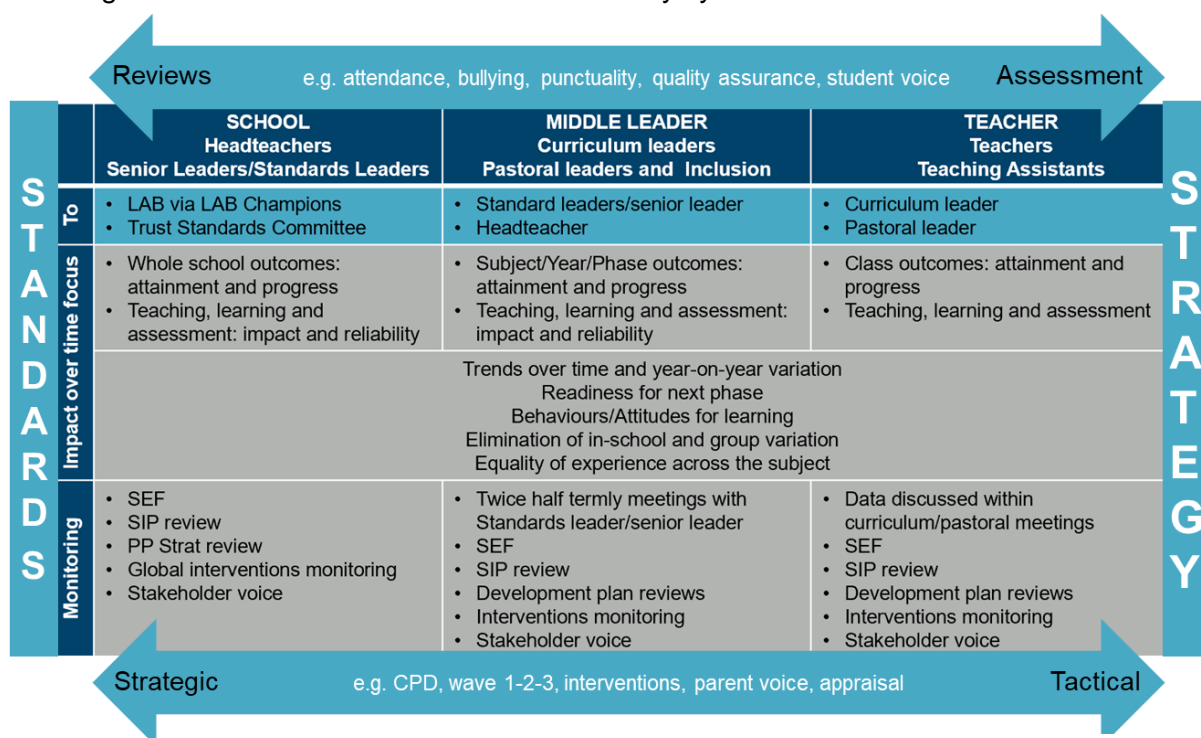 Reviews e.g. attendance, bullying, punctuality, quality assurance, student voice Assessment
STANDARDS
SCHOOL
Headteachers
Senior Leaders/Standards Leaders
MIDDLE LEADER
Curriculum leaders
Pastoral leaders and Inclusion
TEACHER
Teachers
Teaching Assistants
To
• LAB via LAB Champions
• Trust Standards Committee
• Standard leaders/senior leader
• Headteacher
• Curriculum leader
• Pastoral leader
Impact over time focus
• Whole school outcomes:
attainment and progress
• Teaching, learning and
assessment: impact and reliability
• Subject/Year/Phase outcomes:
attainment and progress
• Teaching, learning and assessment:
impact and reliability
• Class outcomes: attainment and
progress
• Teaching, learning and assessment
Trends over time and year-on-year variation
Readiness for next phase
Behaviours/Attitudes for learning
Elimination of in-school and group variation
Equality of experience across the subject
Monitoring
• SEF
• SIP review
• PP Strat review
• Global interventions monitoring
• Stakeholder voice
• Twice half termly meetings with
Standards leader/senior leader
• SEF
• SIP review
• Development plan reviews
• Interventions monitoring
• Stakeholder voice
• Data discussed within
curriculum/pastoral meetings
• SEF
• SIP review
• Development plan reviews
• Interventions monitoring
• Stakeholder voice
STRATEGY
Strategic e.g. CPD, wave 1-2-3, interventions, parent voice, appraisal Tactical